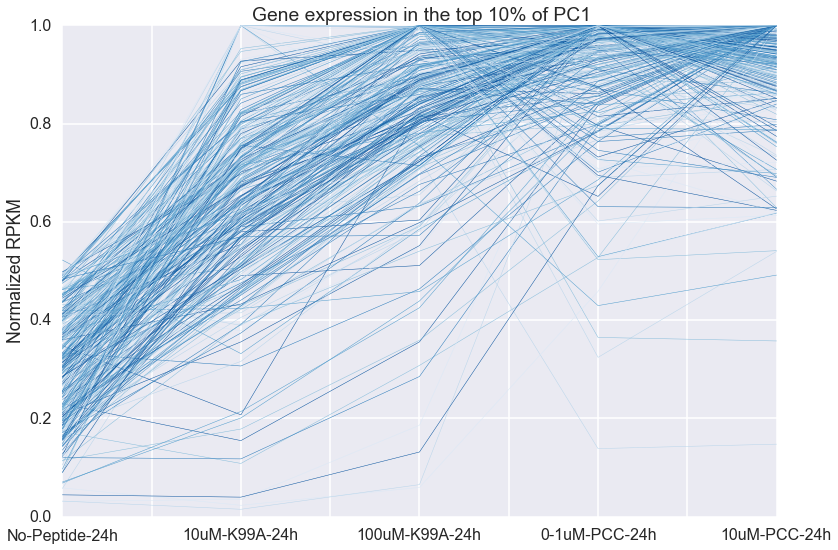 Gene expression in the top 10% of PC1
Normalized RPKM
1.0
0.8
0.6
0.4
0.2
0.0
No-Peptide-24h 10uM-K99A-24h 100uM-K99A-24h 0-1uM-PCC-24h 10uM-PCC-24h